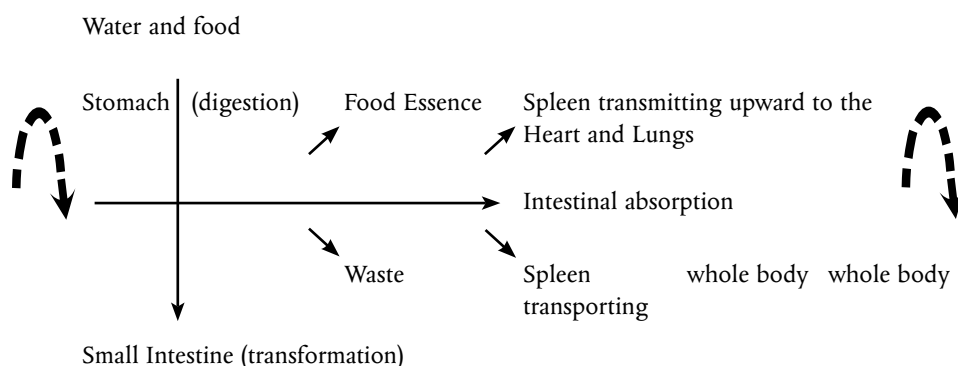 Water and food
Stomach (digestion) Food Essence Spleen transmitting upward to the
Heart and Lungs
Intestinal absorption
Waste Spleen whole body whole body
transporting
Small Intestine (transformation)